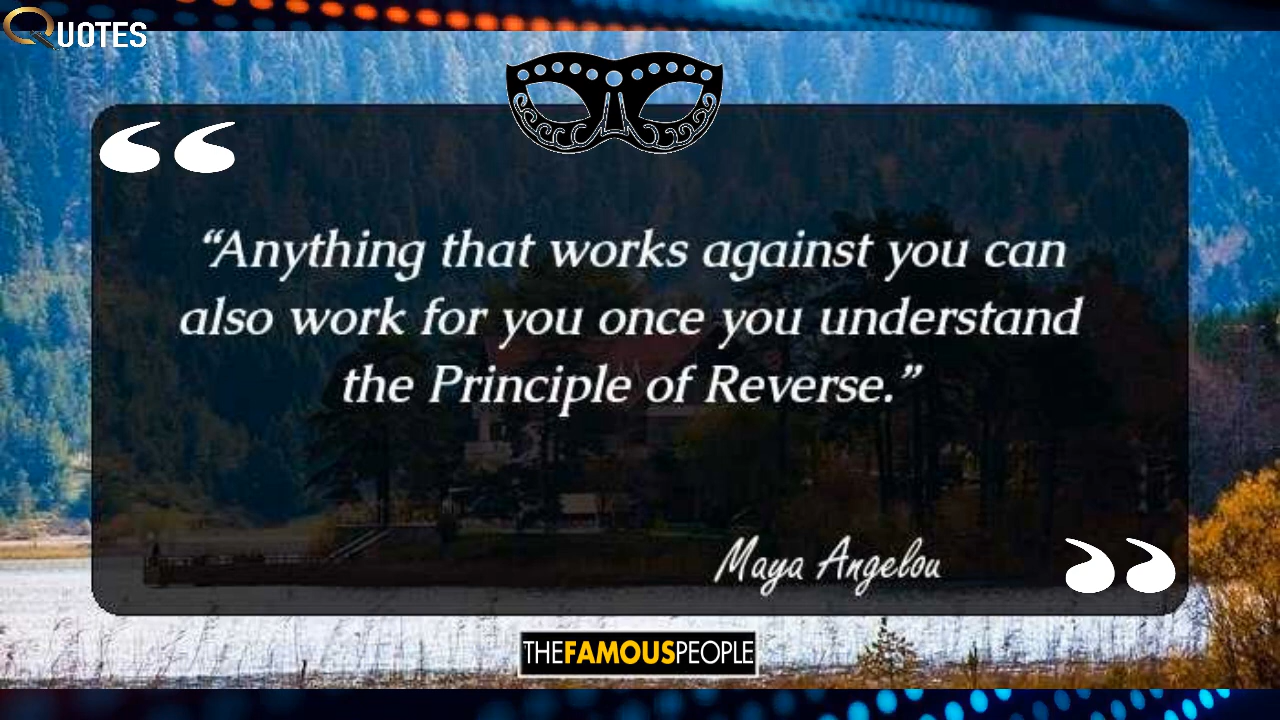 QUOTES
“Anything that works against you can
also work for you once you understand
the Principle of Reverse.”
Maya Angelou
THEFAMOUSPEOPLE